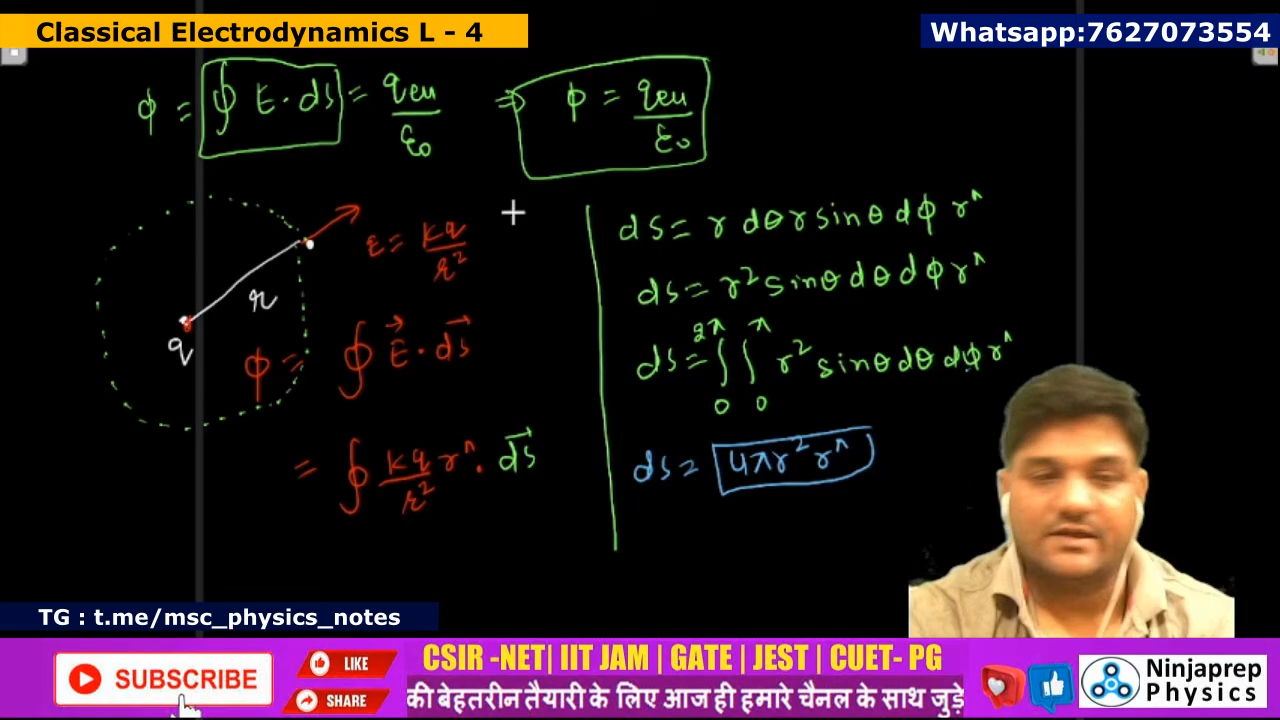 Classical Electrodynamics L - 4
Whatsapp:7627073554
ϕ = ∮ E · ds = qen/ε₀ ⇒ ϕ = qen/ε₀
ε = kq/r²
r
q
ϕ = ∮ E⃗ · ds⃗
= ∮ kq/r² r^ · ds⃗
ds = r dθ r sinθ dϕ r^
ds = r² sinθ dθ dϕ r^
ds = ∫₀^2π ∫₀^π r² sinθ dθ dϕ r^
ds = 4πr² r^
TG : t.me/msc_physics_notes
SUBSCRIBE
LIKE
SHARE
CSIR -NET| IIT JAM | GATE | JEST | CUET- PG
की बेहतरीन तैयारी के लिए आज ही हमारे चैनल के साथ जुड़े
Ninjaprep
Physics